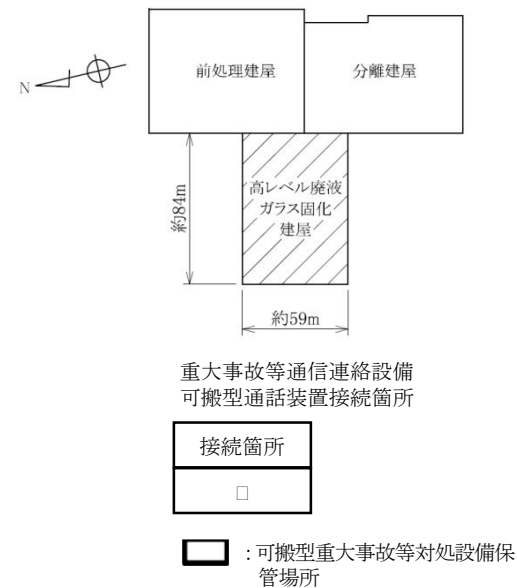 前処理建屋
分離建屋
N
高レベル廃液
ガラス固化
建屋
約84m
約59m
重大事故等通信連絡設備
可搬型通話装置接続箇所
接続箇所
□
：可搬型重大事故等対処設備保
管場所